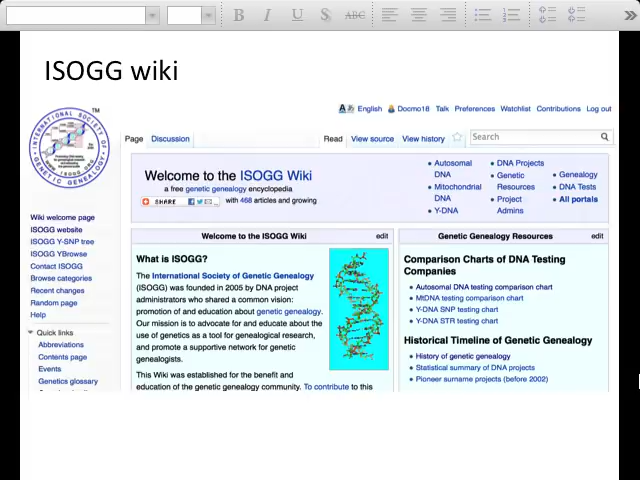 B I U S ABC
ISOGG wiki
INTERNATIONAL SOCIETY OF GENETIC GENEALOGY
TM
English Doomo18 Talk Preferences Watchlist Contributions Log out
Page Discussion Read View source View history Search
Welcome to the ISOGG Wiki
a free genetic genealogy encyclopedia
SHARE with 468 articles and growing
Autosomal DNA
Mitochondrial DNA
Y-DNA
DNA Projects
Genetic Resources
Project Admins
Genealogy
DNA Tests
All portals
Wiki welcome page
ISOGG website
ISOGG Y-SNP tree
ISOGG YBrowse
Contact ISOGG
Browse categories
Recent changes
Random page
Help
Quick links
Abbreviations
Contents page
Events
Genetics glossary
Welcome to the ISOGG Wiki edit
What is ISOGG?
The International Society of Genetic Genealogy
(ISOGG) was founded in 2005 by DNA project
administrators who shared a common vision:
promotion of and education about genetic genealogy.
Our mission is to advocate for and educate about the
use of genetics as a tool for genealogical research,
and promote a supportive network for genetic
genealogists.
This Wiki was established for the benefit and
education of the genetic genealogy community. To contribute to this
Genetic Genealogy Resources edit
Comparison Charts of DNA Testing
Companies
Autosomal DNA testing comparison chart
MtDNA testing comparison chart
Y-DNA SNP testing chart
Y-DNA STR testing chart
Historical Timeline of Genetic Genealogy
History of genetic genealogy
Statistical summary of DNA projects
Pioneer surname projects (before 2002)